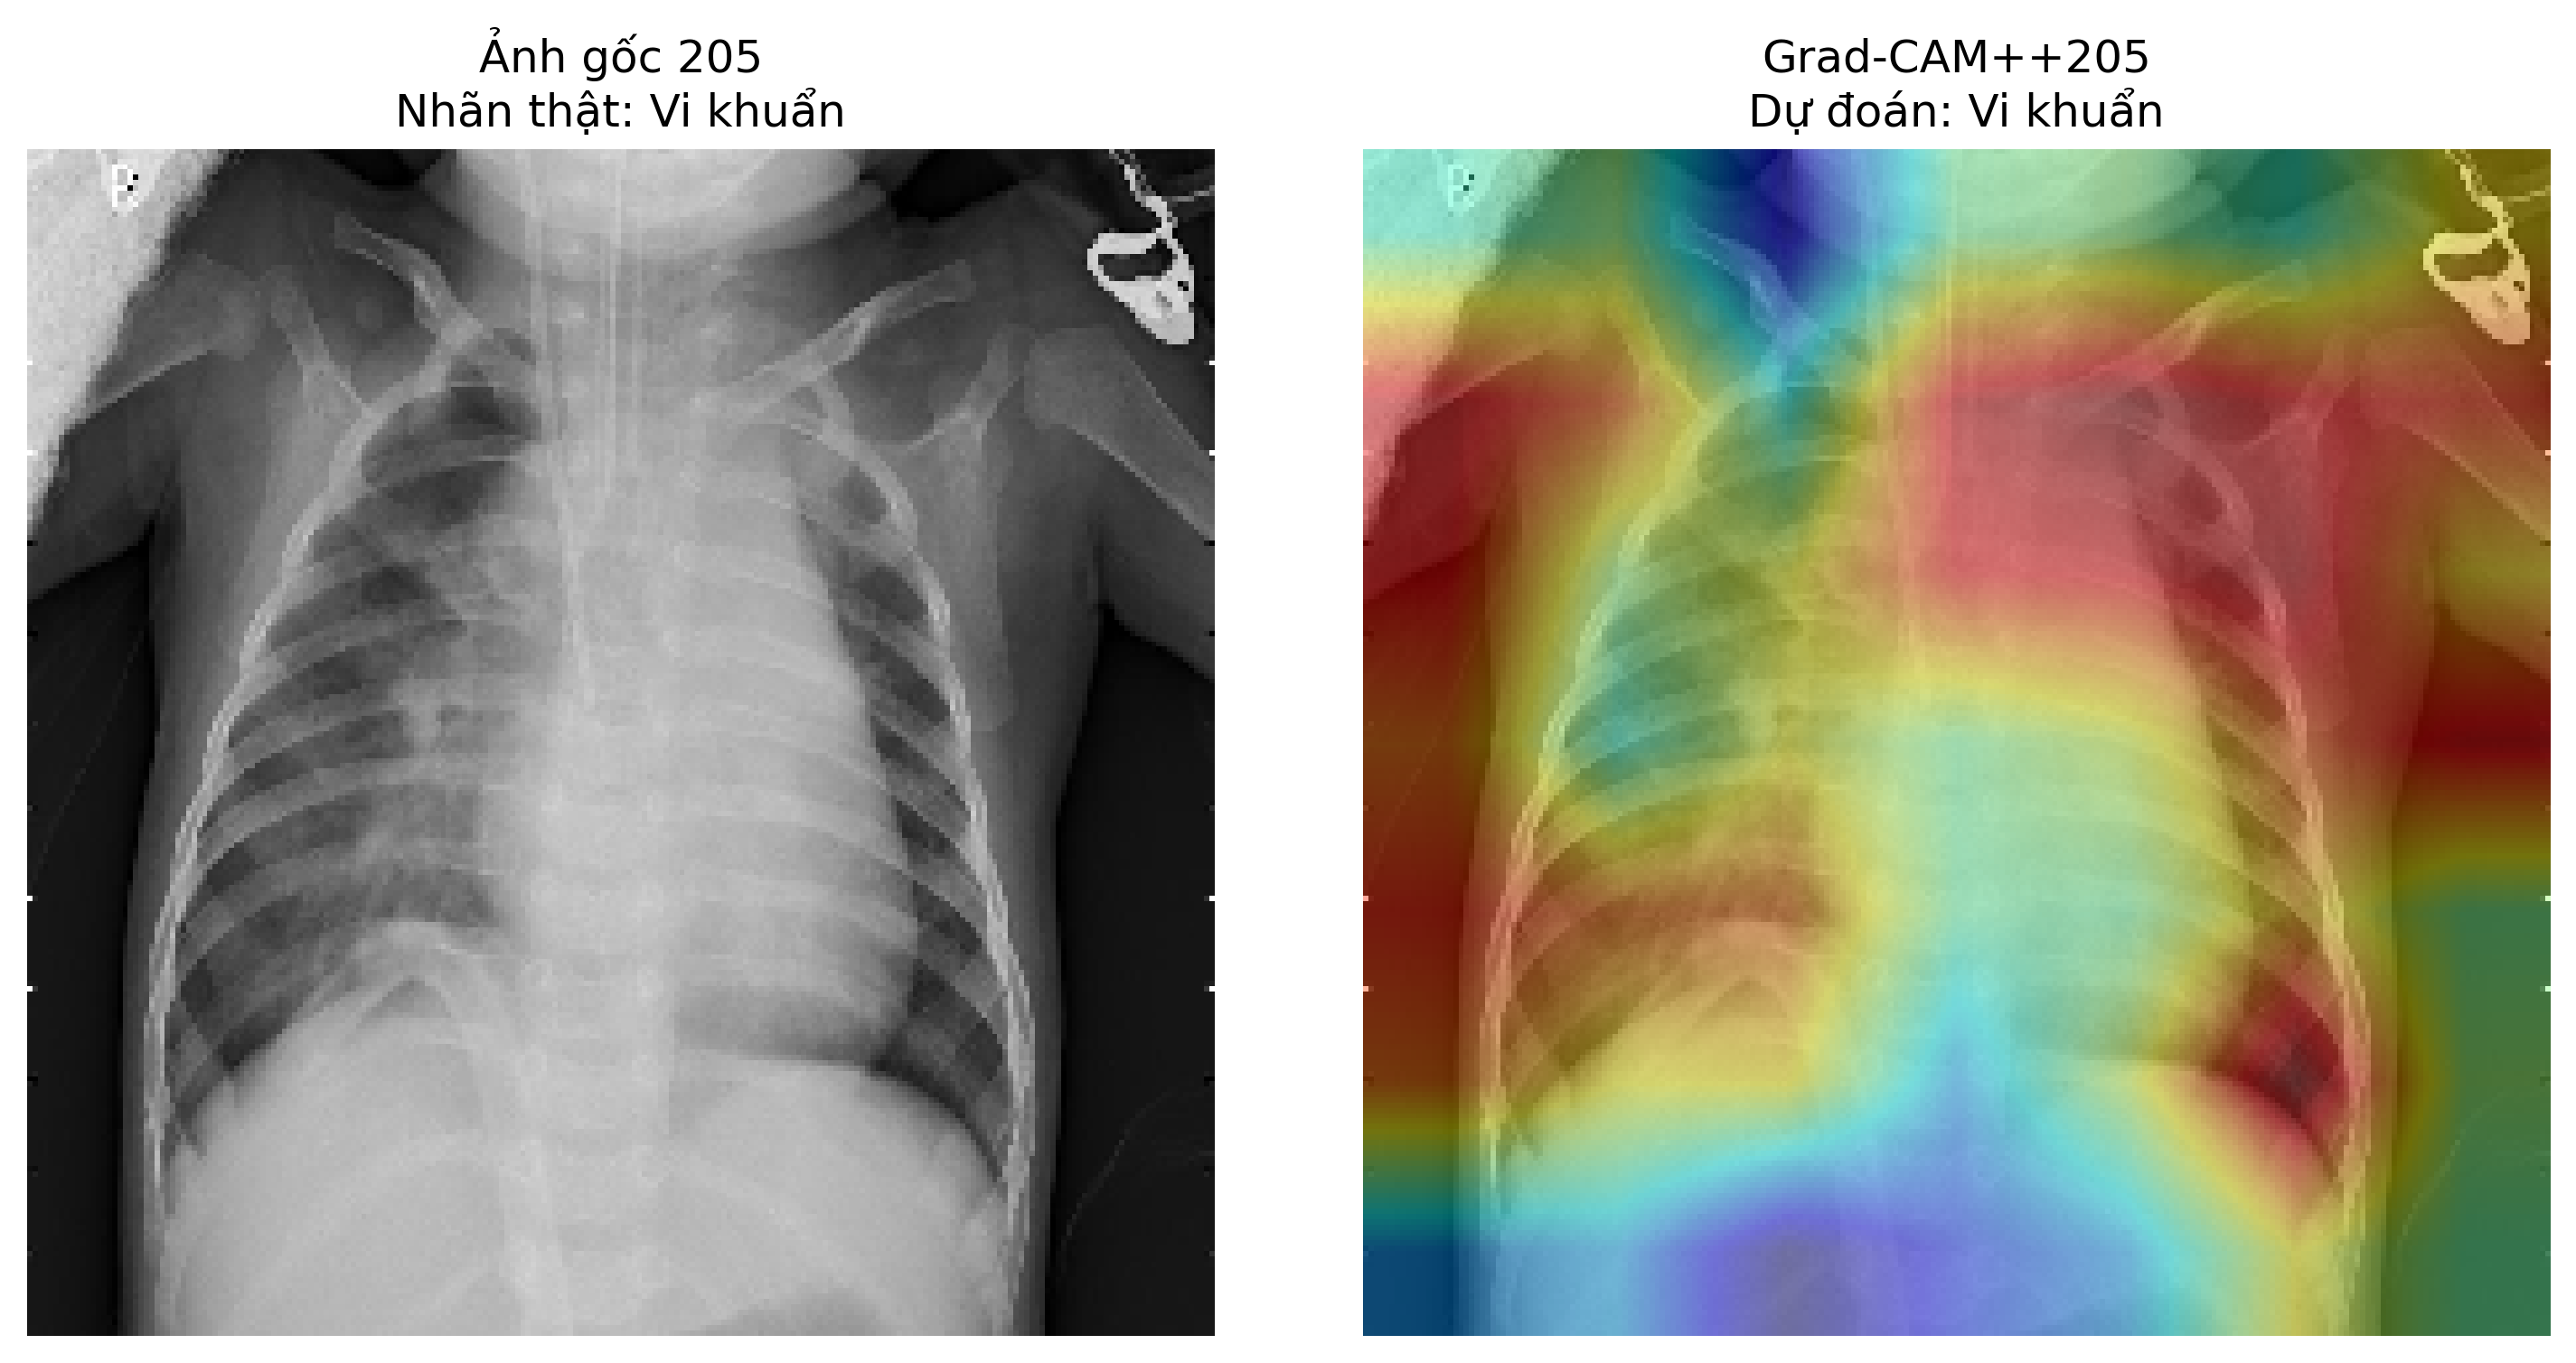 Ảnh gốc 205
Nhãn thật: Vi khuẩn
Grad-CAM++205
Dự đoán: Vi khuẩn